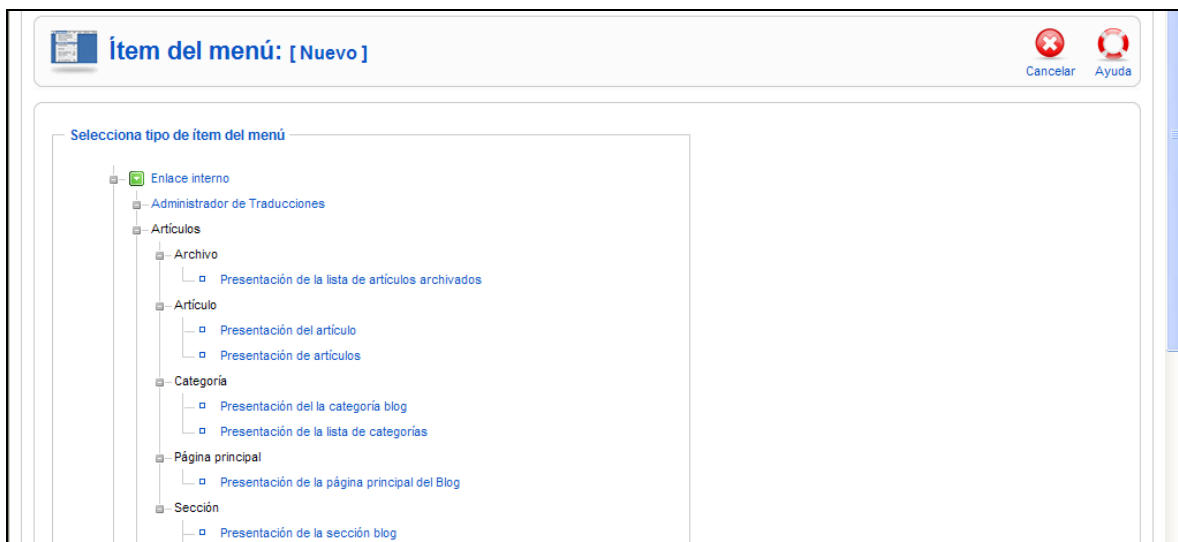 Ítem del menú: [ Nuevo ]
Cancelar Ayuda
Selecciona tipo de ítem del menú
Enlace interno
Administrador de Traducciones
Artículos
Archivo
Presentación de la lista de artículos archivados
Artículo
Presentación del artículo
Presentación de artículos
Categoría
Presentación del la categoría blog
Presentación de la lista de categorías
Página principal
Presentación de la página principal del Blog
Sección
Presentación de la sección blog